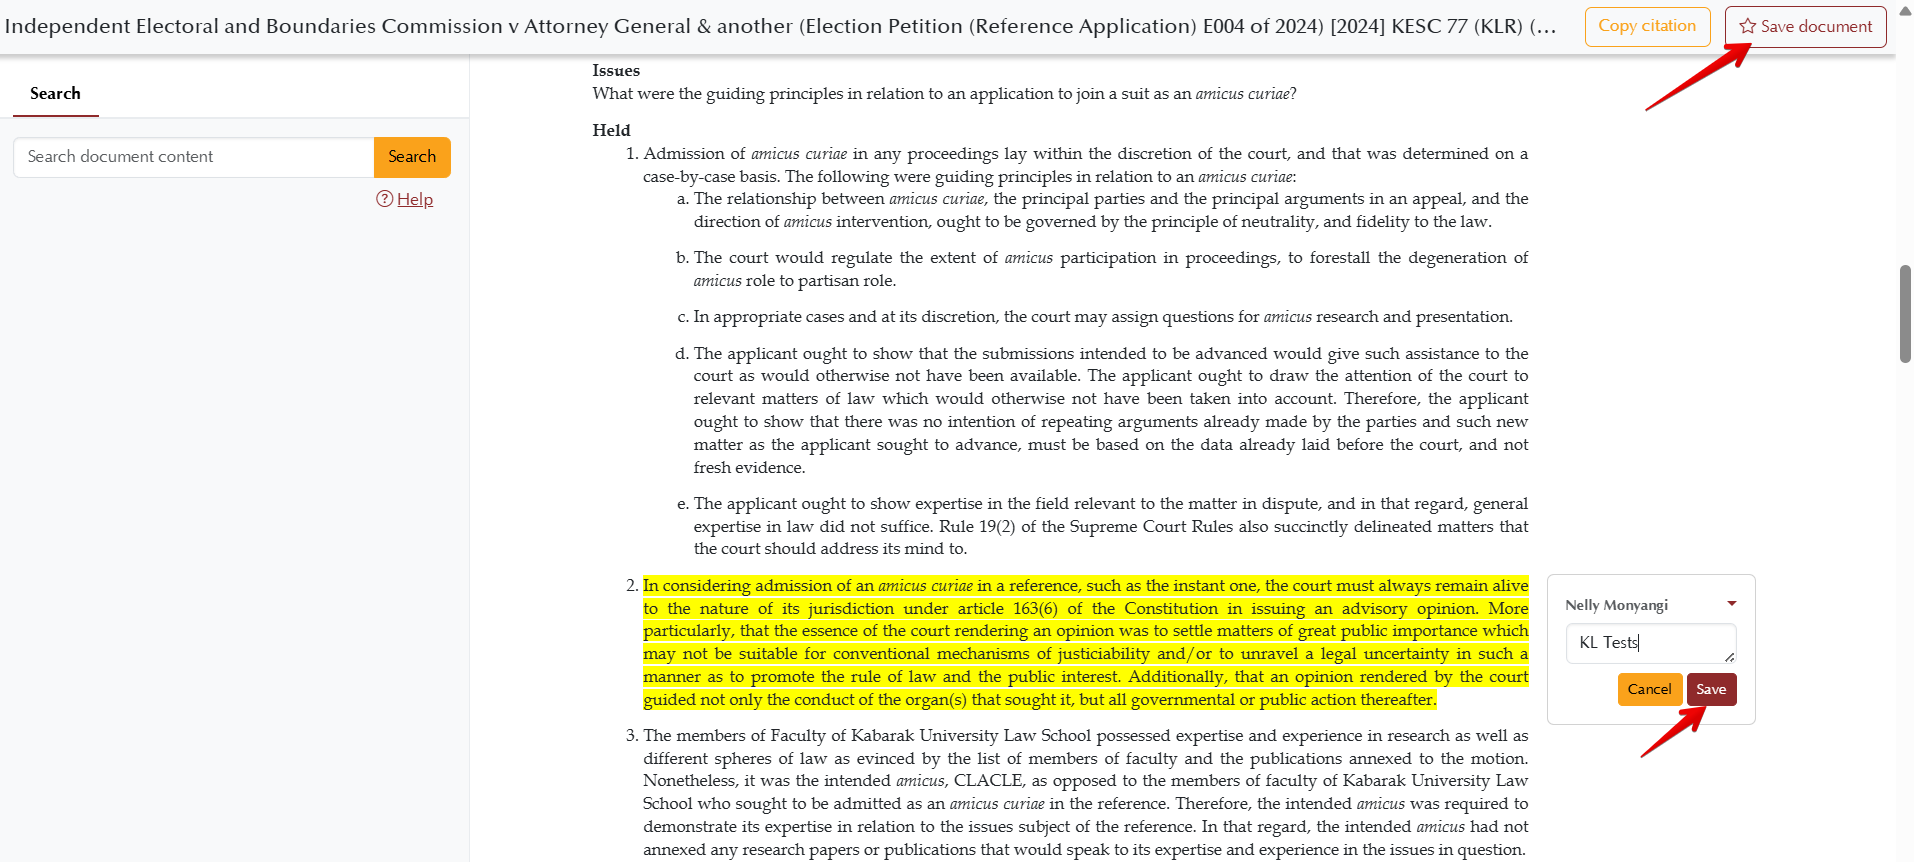 Independent Electoral and Boundaries Commission v Attorney General & another (Election Petition (Reference Application) E004 of 2024) [2024] KESC 77 (KLR) (...
Copy citation
Save document
Search
Search document content
Search
Help
Issues
What were the guiding principles in relation to an application to join a suit as an amicus curiae?
Held
1. Admission of amicus curiae in any proceedings lay within the discretion of the court, and that was determined on a
case-by-case basis. The following were guiding principles in relation to an amicus curiae:
a. The relationship between amicus curiae, the principal parties and the principal arguments in an appeal, and the
direction of amicus intervention, ought to be governed by the principle of neutrality, and fidelity to the law.
b. The court would regulate the extent of amicus participation in proceedings, to forestall the degeneration of
amicus role to partisan role.
c. In appropriate cases and at its discretion, the court may assign questions for amicus research and presentation.
d. The applicant ought to show that the submissions intended to be advanced would give such assistance to the
court as would otherwise not have been available. The applicant ought to draw the attention of the court to
relevant matters of law which would otherwise not have been taken into account. Therefore, the applicant
ought to show that there was no intention of repeating arguments already made by the parties and such new
matter as the applicant sought to advance, must be based on the data already laid before the court, and not
fresh evidence.
e. The applicant ought to show expertise in the field relevant to the matter in dispute, and in that regard, general
expertise in law did not suffice. Rule 19(2) of the Supreme Court Rules also succinctly delineated matters that
the court should address its mind to.
2. In considering admission of an amicus curiae in a reference, such as the instant one, the court must always remain alive
to the nature of its jurisdiction under article 163(6) of the Constitution in issuing an advisory opinion. More
particularly, that the essence of the court rendering an opinion was to settle matters of great public importance which
may not be suitable for conventional mechanisms of justiciability and/or to unravel a legal uncertainty in such a
manner as to promote the rule of law and the public interest. Additionally, that an opinion rendered by the court
guided not only the conduct of the organ(s) that sought it, but all governmental or public action thereafter.
Nelly Monyangi
KL Tests
Cancel
Save
3. The members of Faculty of Kabarak University Law School possessed expertise and experience in research as well as
different spheres of law as evinced by the list of members of faculty and the publications annexed to the motion.
Nonetheless, it was the intended amicus, CLACLE, as opposed to the members of faculty of Kabarak University Law
School who sought to be admitted as an amicus curiae in the reference. Therefore, the intended amicus was required to
demonstrate its expertise in relation to the issues subject of the reference. In that regard, the intended amicus had not
annexed any research papers or publications that would speak to its expertise and experience in the issues in question.